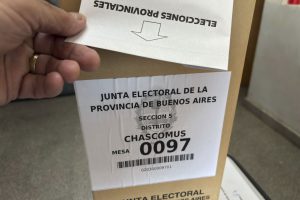 ELECCIONES PROVINCIALES
JUNTA ELECTORAL DE LA
PROVINCIA DE BUENOS AIRES
SECCION 5
DISTRITO
CHASCOMUS
MESA 0097
JUNTA ELECTORAL